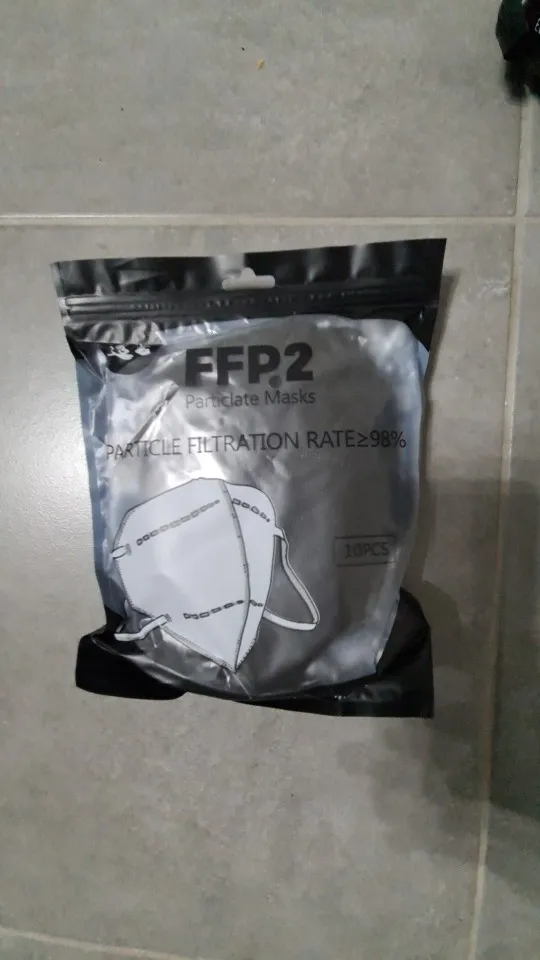 FFP2
Particlate Masks
PARTICLE FILTRATION RATE≥98%
10PCS